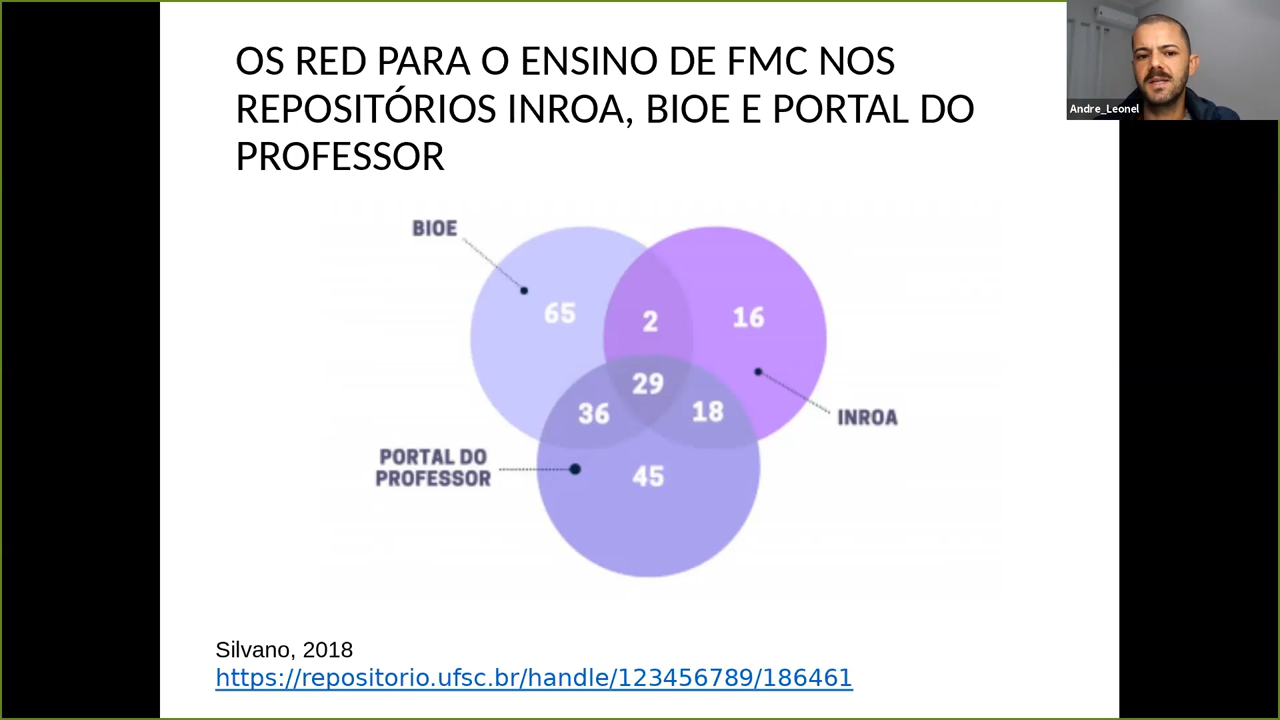 OS RED PARA O ENSINO DE FMC NOS
REPOSITÓRIOS INROA, BIOE E PORTAL DO
PROFESSOR
Andre_Leonel
BIOE
65
2
16
29
36
18
INROA
PORTAL DO
PROFESSOR
45
Silvano, 2018
https://repositorio.ufsc.br/handle/123456789/186461